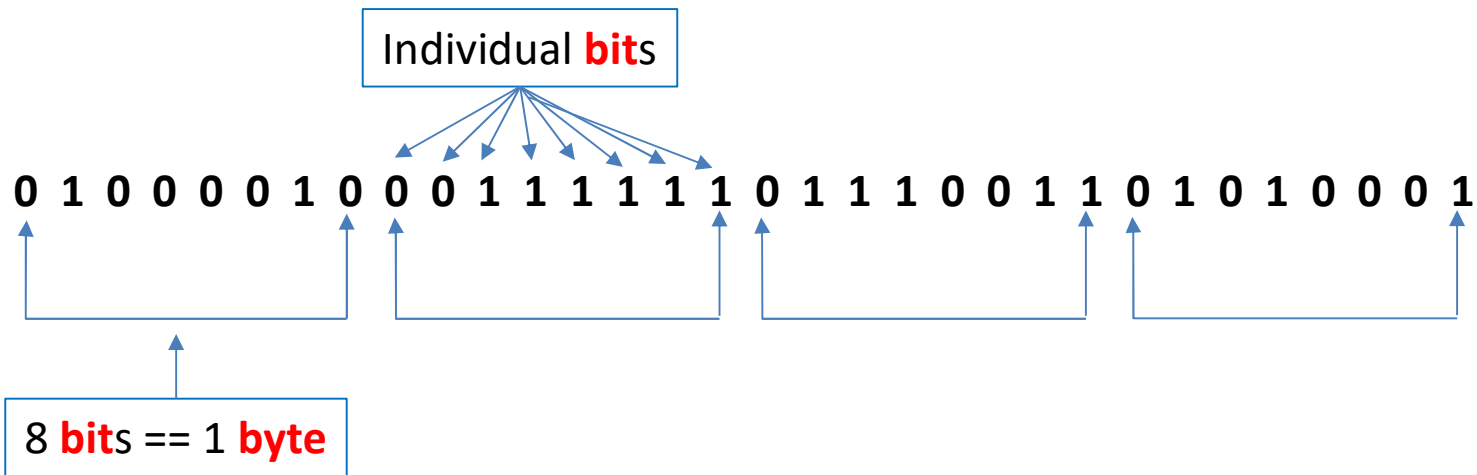 Individual bits
0 1 0 0 0 0 1 0 0 0 1 1 1 1 1 1 0 1 1 1 0 0 1 1 0 1 0 1 0 0 0 1
8 bits == 1 byte